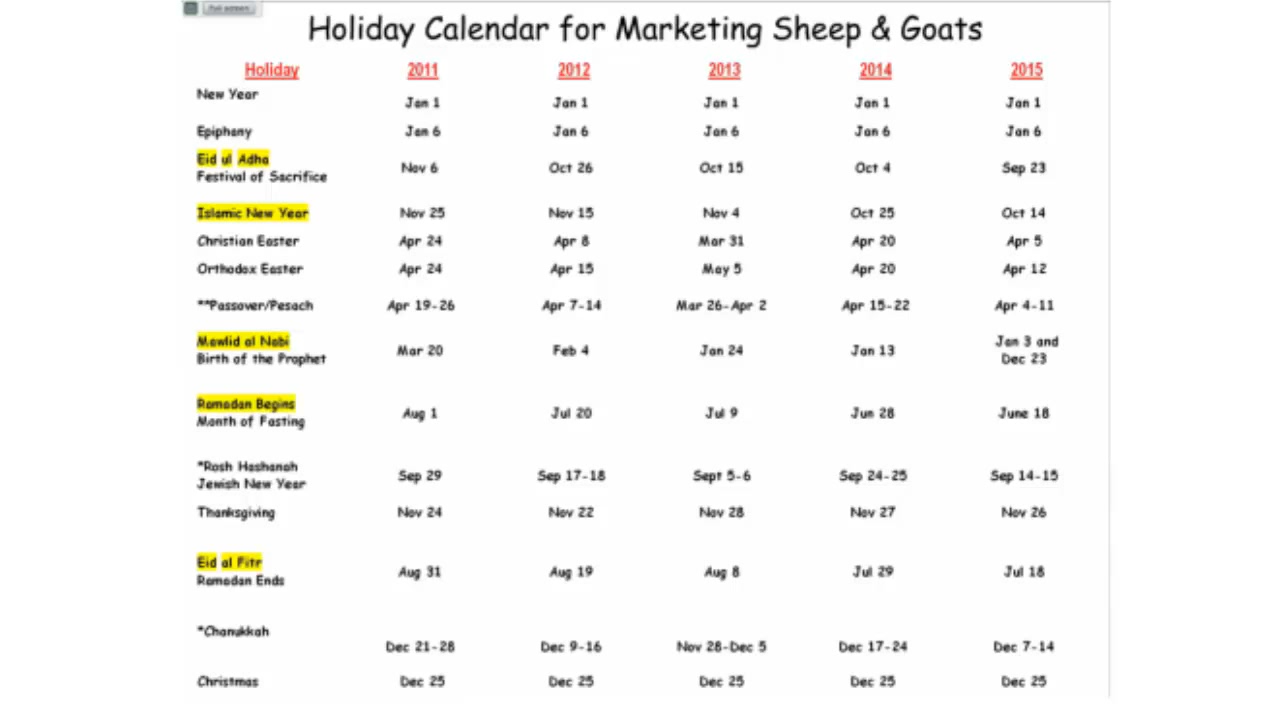 Full screen
Holiday Calendar for Marketing Sheep & Goats
Holiday 2011 2012 2013 2014 2015
New Year Jan 1 Jan 1 Jan 1 Jan 1 Jan 1
Epiphany Jan 6 Jan 6 Jan 6 Jan 6 Jan 6
Eid ul Adha
Festival of Sacrifice Nov 6 Oct 26 Oct 15 Oct 4 Sep 23
Islamic New Year Nov 25 Nov 15 Nov 4 Oct 25 Oct 14
Christian Easter Apr 24 Apr 8 Mar 31 Apr 20 Apr 5
Orthodox Easter Apr 24 Apr 15 May 5 Apr 20 Apr 12
**Passover/Pesach Apr 19-26 Apr 7-14 Mar 26-Apr 2 Apr 15-22 Apr 4-11
Mawlid al Nabi
Birth of the Prophet Mar 20 Feb 4 Jan 24 Jan 13 Jan 3 and
Dec 23
Ramadan Begins
Month of Fasting Aug 1 Jul 20 Jul 9 Jun 28 June 18
*Rosh Hashanah
Jewish New Year Sep 29 Sep 17-18 Sept 5-6 Sep 24-25 Sep 14-15
Thanksgiving Nov 24 Nov 22 Nov 28 Nov 27 Nov 26
Eid al Fitr
Ramadan Ends Aug 31 Aug 19 Aug 8 Jul 29 Jul 18
*Chanukkah
Dec 21-28 Dec 9-16 Nov 28-Dec 5 Dec 17-24 Dec 7-14
Christmas Dec 25 Dec 25 Dec 25 Dec 25 Dec 25